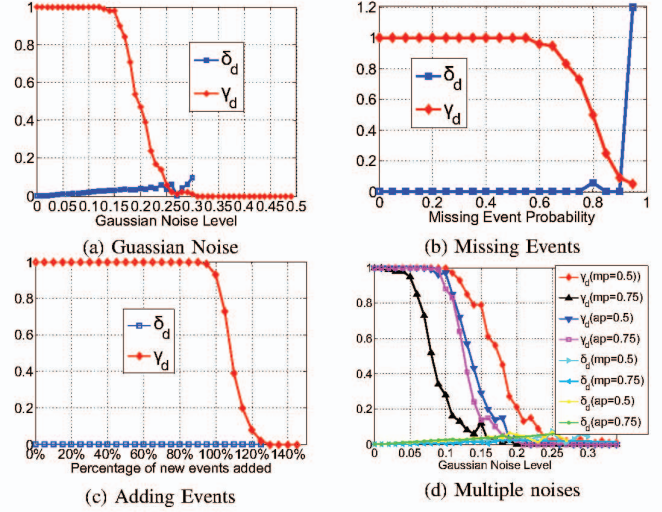 1
0.8
0.6
0.4
0.2
0
δd
γd
0 0.05 0.1 0.15 0.2 0.25 0.3 0.35 0.4 0.45 0.5
Gaussian Noise Level
(a) Guassian Noise
1.2
1
0.8
0.6
0.4
0.2
0
δd
γd
0 0.2 0.4 0.6 0.8 1
Missing Event Probability
(b) Missing Events
1
0.8
0.6
0.4
0.2
0
δd
γd
0% 20% 40% 60% 80% 100% 120% 140%
Percentage of new events added
(c) Adding Events
1
0.8
0.6
0.4
0.2
0
γd(mp=0.5))
γd(mp=0.75)
γd(ap=0.5)
γd(ap=0.75)
δd(mp=0.5)
δd(mp=0.75)
δd(ap=0.5)
δd(ap=0.75)
0 0.05 0.1 0.15 0.2 0.25 0.3
Gaussian Noise Level
(d) Multiple noises